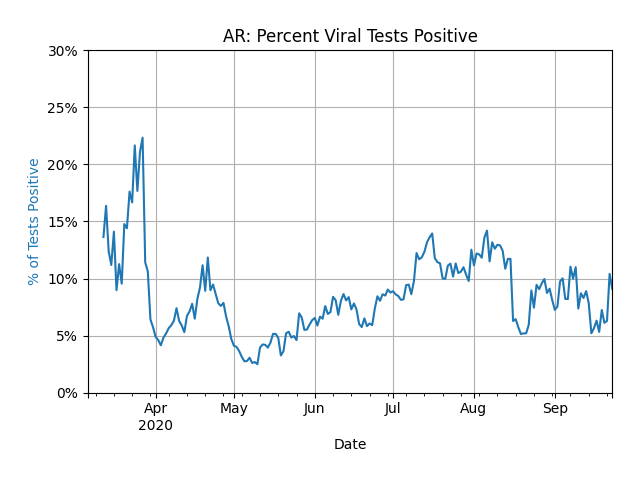 AR: Percent Viral Tests Positive
30%
25%
20%
15%
10%
5%
0%
% of Tests Positive
Apr May Jun Jul Aug Sep
2020
Date